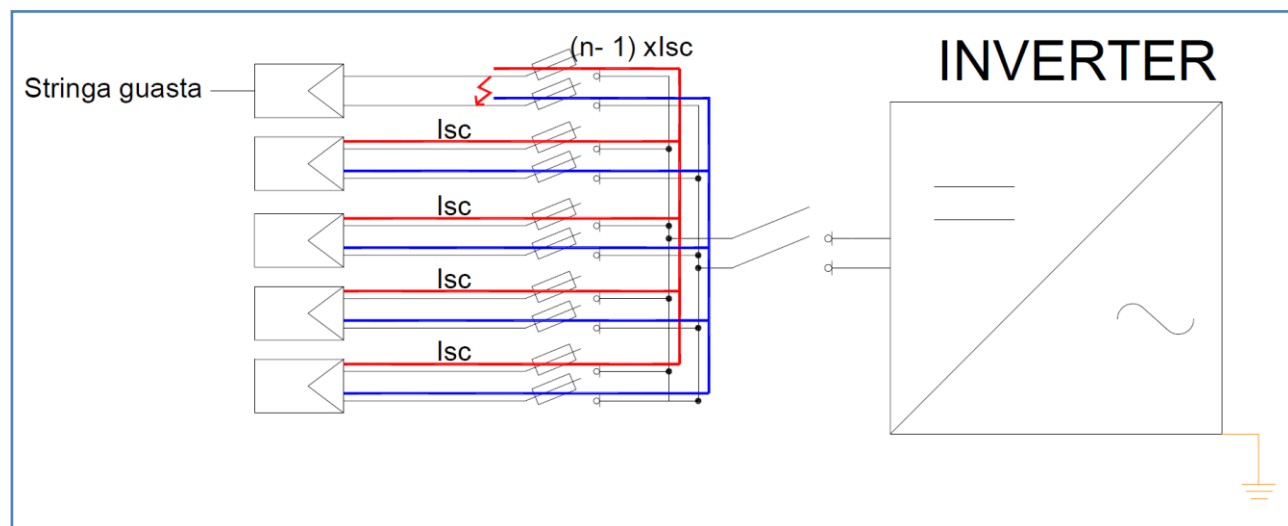 (n- 1) xIsc
INVERTER
Stringa guasta
Isc
Isc
Isc
Isc